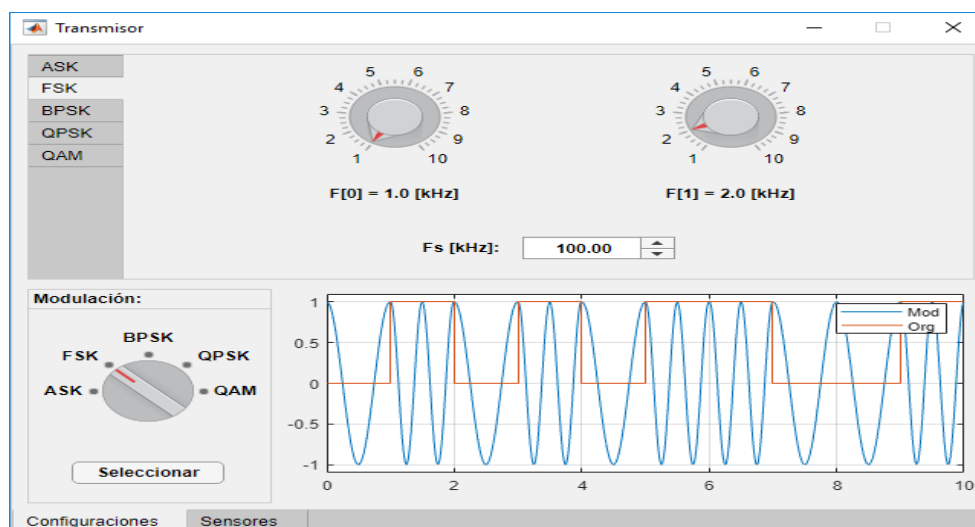 Transmisor
ASK
FSK
BPSK
QPSK
QAM
1 2 3 4 5 6 7 8 9 10
F[0] = 1.0 [kHz]
1 2 3 4 5 6 7 8 9 10
F[1] = 2.0 [kHz]
Fs [kHz]: 100.00
Modulación:
BPSK
FSK QPSK
ASK QAM
Seleccionar
1
0.5
0
-0.5
-1
0 2 4 6 8 10
Mod
Org
Configuraciones Sensores